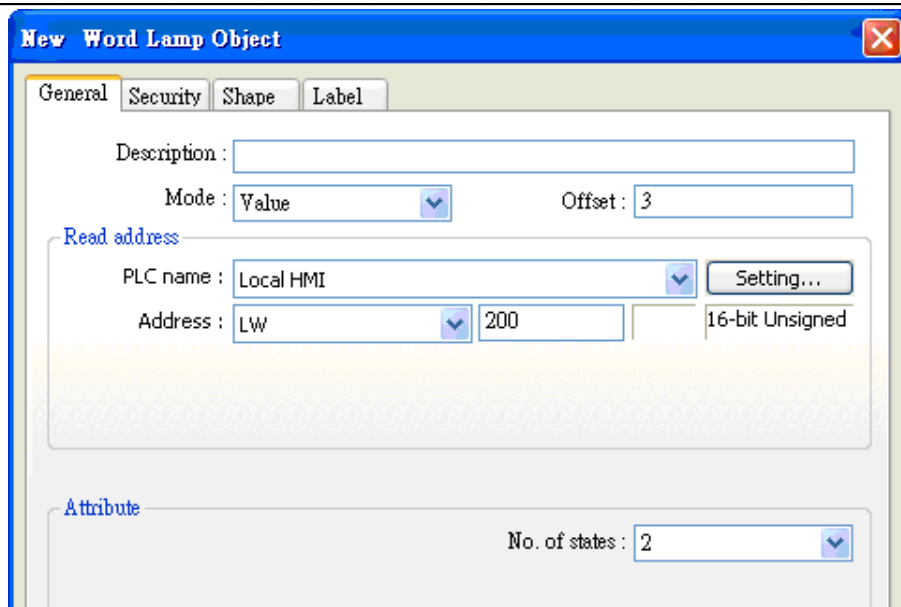 New Word Lamp Object
General Security Shape Label
Description :
Mode : Value Offset : 3
Read address
PLC name : Local HMI Setting...
Address : LW 200 16-bit Unsigned
Attribute
No. of states : 2